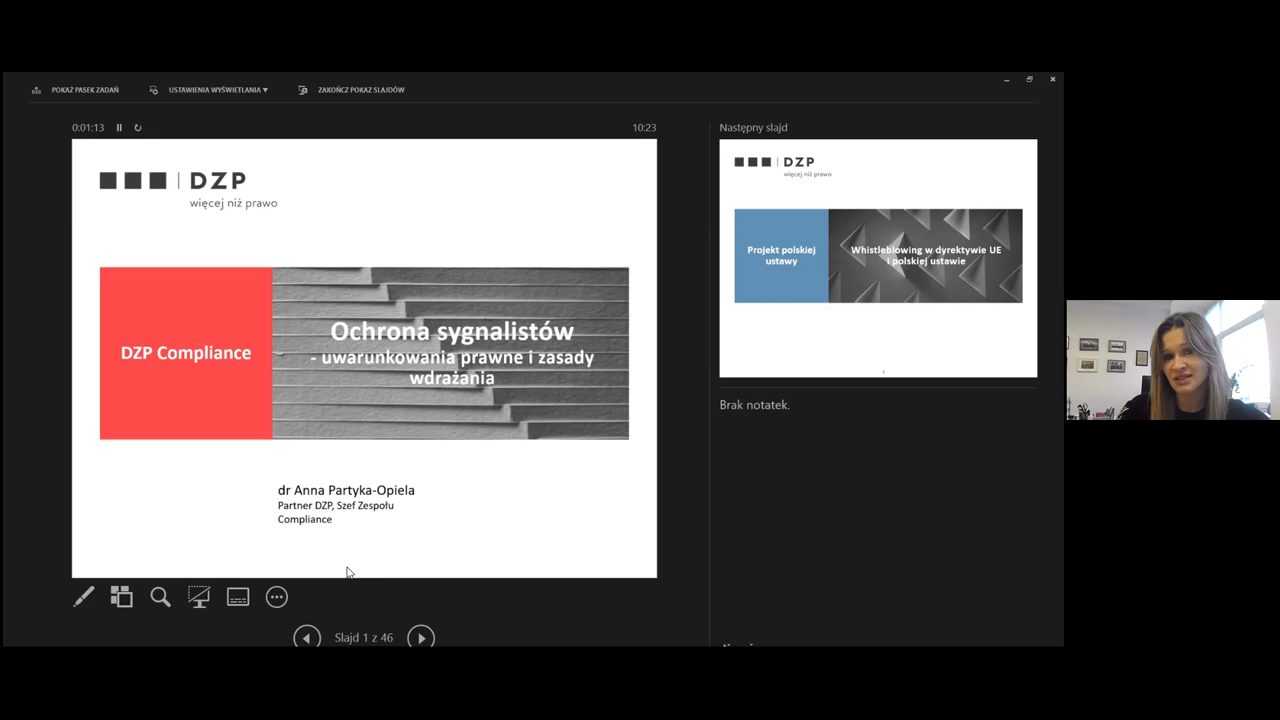 POKAŻ PASEK ZADAŃ
USTAWIENIA WYŚWIETLANIA
ZAKOŃCZ POKAZ SLAJDÓW
0:01:13
10:23
DZP
więcej niż prawo
DZP Compliance
Ochrona sygnalistów
- uwarunkowania prawne i zasady
wdrażania
dr Anna Partyka-Opiela
Partner DZP, Szef Zespołu
Compliance
Slajd 1 z 46
Następny slajd
DZP
więcej niż prawo
Projekt polskiej
ustawy
Whistleblowing w dyrektywie UE
i polskiej ustawie
Brak notatek.